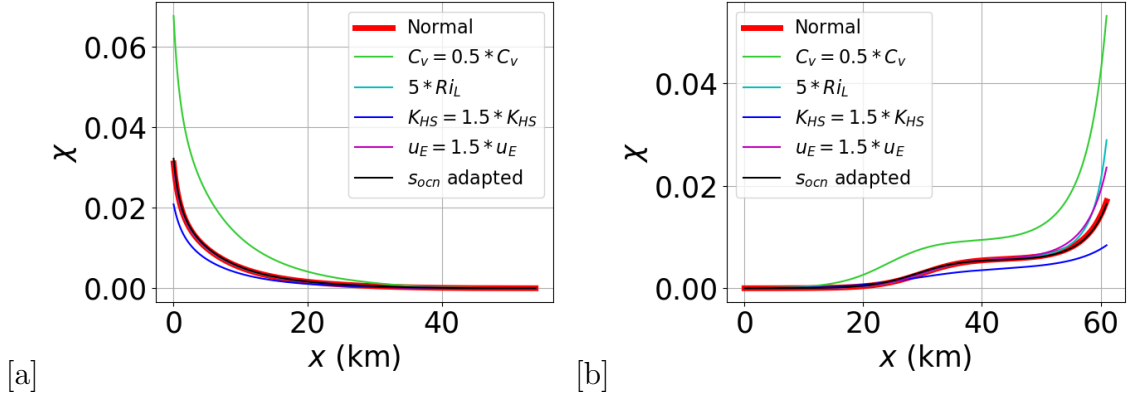 Normal
C_v = 0.5 * C_v
5 * Ri_L
K_HS = 1.5 * K_HS
u_E = 1.5 * u_E
s_ocn adapted
χ
0.06
0.04
0.02
0.00
0
20
40
x (km)
[a]
Normal
C_v = 0.5 * C_v
5 * Ri_L
K_HS = 1.5 * K_HS
u_E = 1.5 * u_E
s_ocn adapted
χ
0.04
0.02
0.00
0
20
40
60
x (km)
[b]